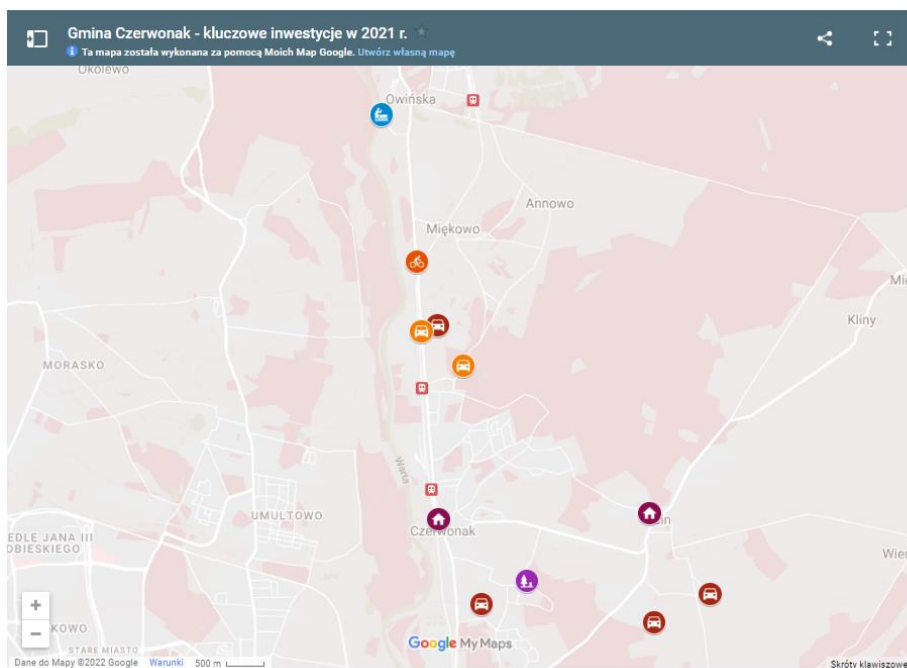 Gmina Czerwonak - kluczowe inwestycje w 2021 r.
Ta mapa została wykonana za pomocą Moich Map Google. Utwórz własną mapę
Okolewo
Owińska
Annowo
Miękowo
Mi
Kliny
MORASKO
Warta
UMULTOWO
Czerwonak
in
EDLE JANA III
OBIESKIEGO
Wier
+
−
KOWO
STARE MIASTO
Google My Maps
Dane do Mapy ©2022 Google Warunki 500 m
Skróty klawiszowe